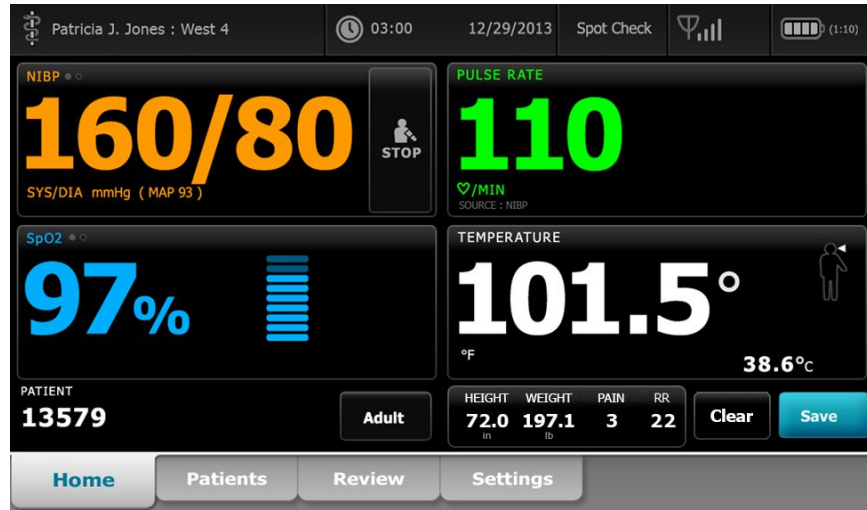 Patricia J. Jones : West 4
03:00
12/29/2013
Spot Check
(1:10)
NIBP
160/80
STOP
SYS/DIA mmHg ( MAP 93 )
PULSE RATE
110
♡/MIN
SOURCE : NIBP
SpO2
97%
TEMPERATURE
101.5°
°F
38.6°C
PATIENT
13579
Adult
HEIGHT WEIGHT PAIN RR
72.0 197.1 3 22
in lb
Clear
Save
Home
Patients
Review
Settings